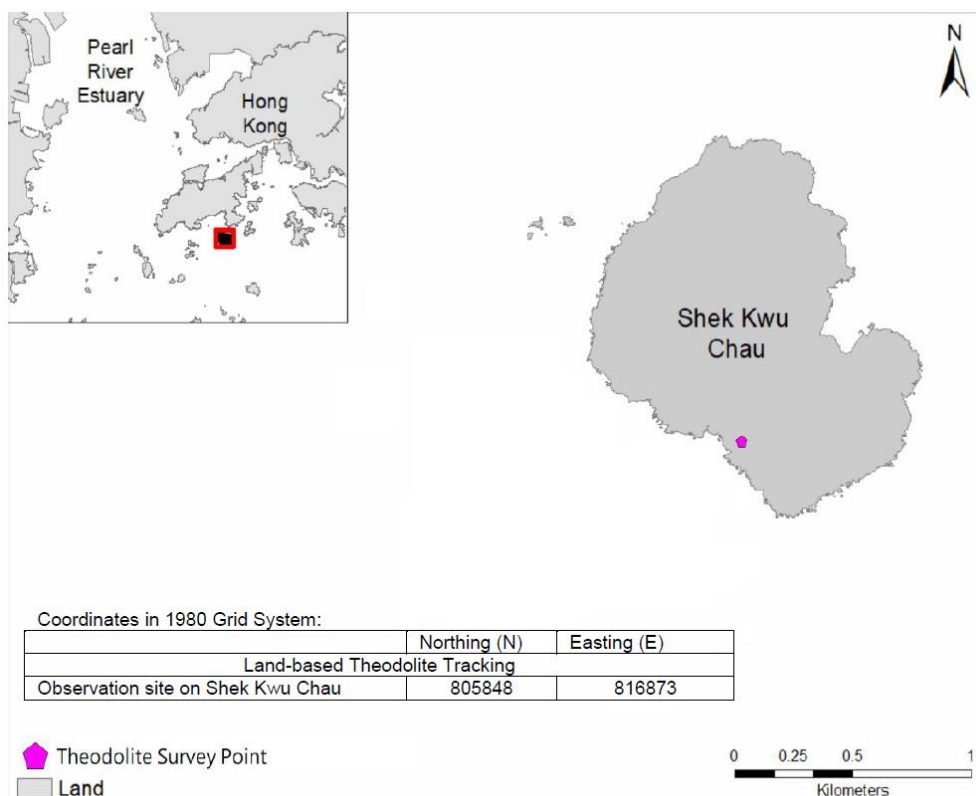 Pearl
River
Estuary
Hong
Kong
N
Shek Kwu
Chau
Coordinates in 1980 Grid System:
Northing (N) Easting (E)
Land-based Theodolite Tracking
Observation site on Shek Kwu Chau 805848 816873
Theodolite Survey Point
Land
0 0.25 0.5 1
Kilometers